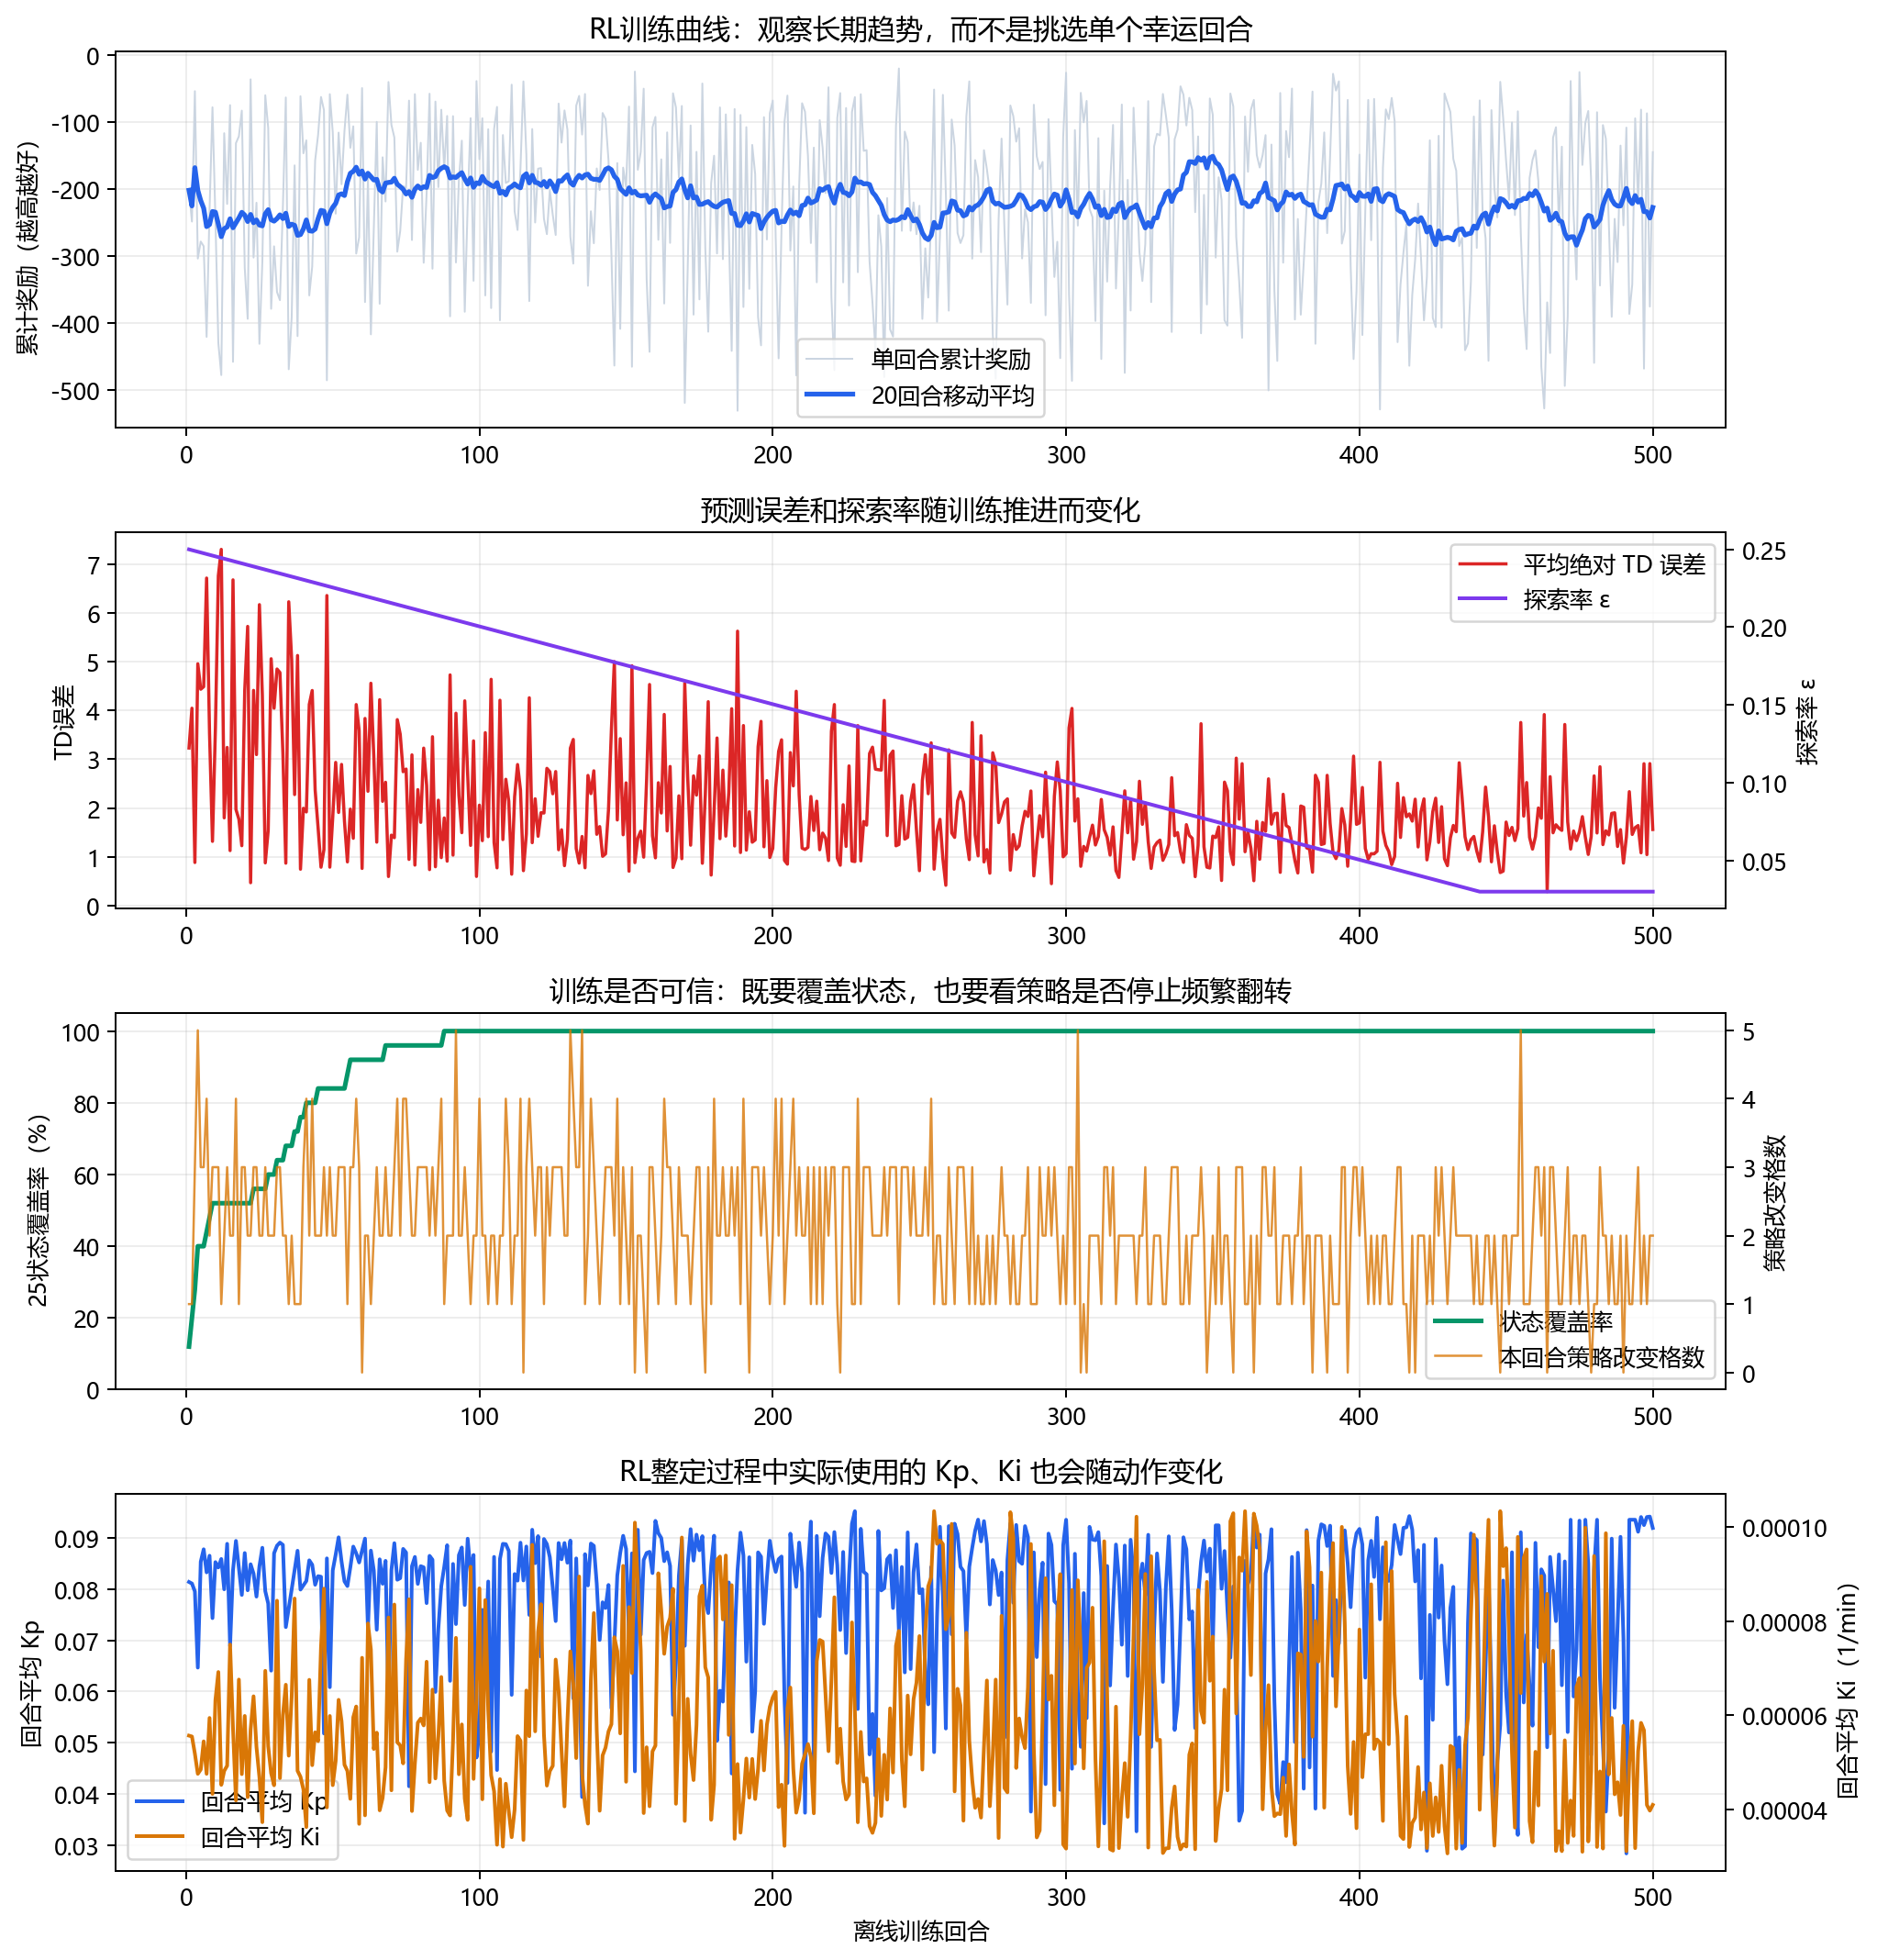 RL训练曲线：观察长期趋势，而不是挑选单个幸运回合
累计奖励（越高越好）
0
-100
-200
-300
-400
-500
单回合累计奖励
20回合移动平均
0 100 200 300 400 500
预测误差和探索率随训练推进而变化
TD误差
7
6
5
4
3
2
1
0
平均绝对 TD 误差
探索率 ε
0.25
0.20
0.15
0.10
0.05
探索率 ε
0 100 200 300 400 500
训练是否可信：既要覆盖状态，也要看策略是否停止频繁翻转
25状态覆盖率（%）
100
80
60
40
20
0
5
4
3
2
1
0
策略改变格数
状态覆盖率
本回合策略改变格数
0 100 200 300 400 500
RL整定过程中实际使用的 Kp、Ki 也会随动作变化
回合平均 Kp
0.09
0.08
0.07
0.06
0.05
0.04
0.03
回合平均 Kp
回合平均 Ki
0.00010
0.00008
0.00006
0.00004
回合平均 Ki（1/min）
0 100 200 300 400 500
离线训练回合